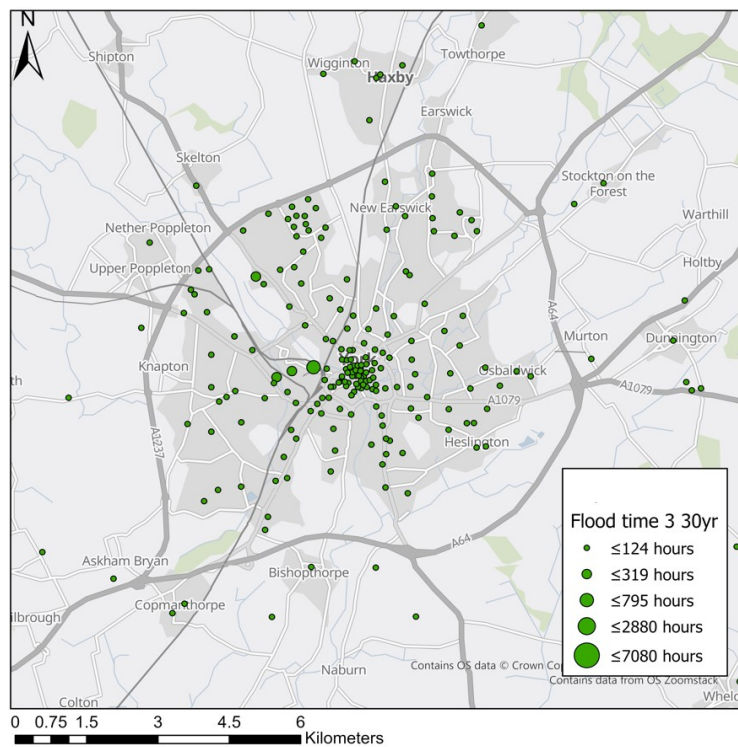 N
Towthorpe
Wigginton
Shipton
Haxby
Earswick
Skelton
Stockton on the
Forest
New Earswick
Warthill
Nether Poppleton
Holtby
Upper Poppleton
A64
Murton
Dunnington
Knapton
Osbaldwick
A1079
A1079
A1237
Heslington
Flood time 3 30yr
≤124 hours
≤319 hours
≤795 hours
≤2880 hours
≤7080 hours
A64
Askham Bryan
Bishopthorpe
Copmanthorpe
ilbrough
Naburn
Contains OS data © Crown Cop
Contains data from OS Zoomstack
Colton
Wheld
0 0.75 1.5 3 4.5 6
Kilometers